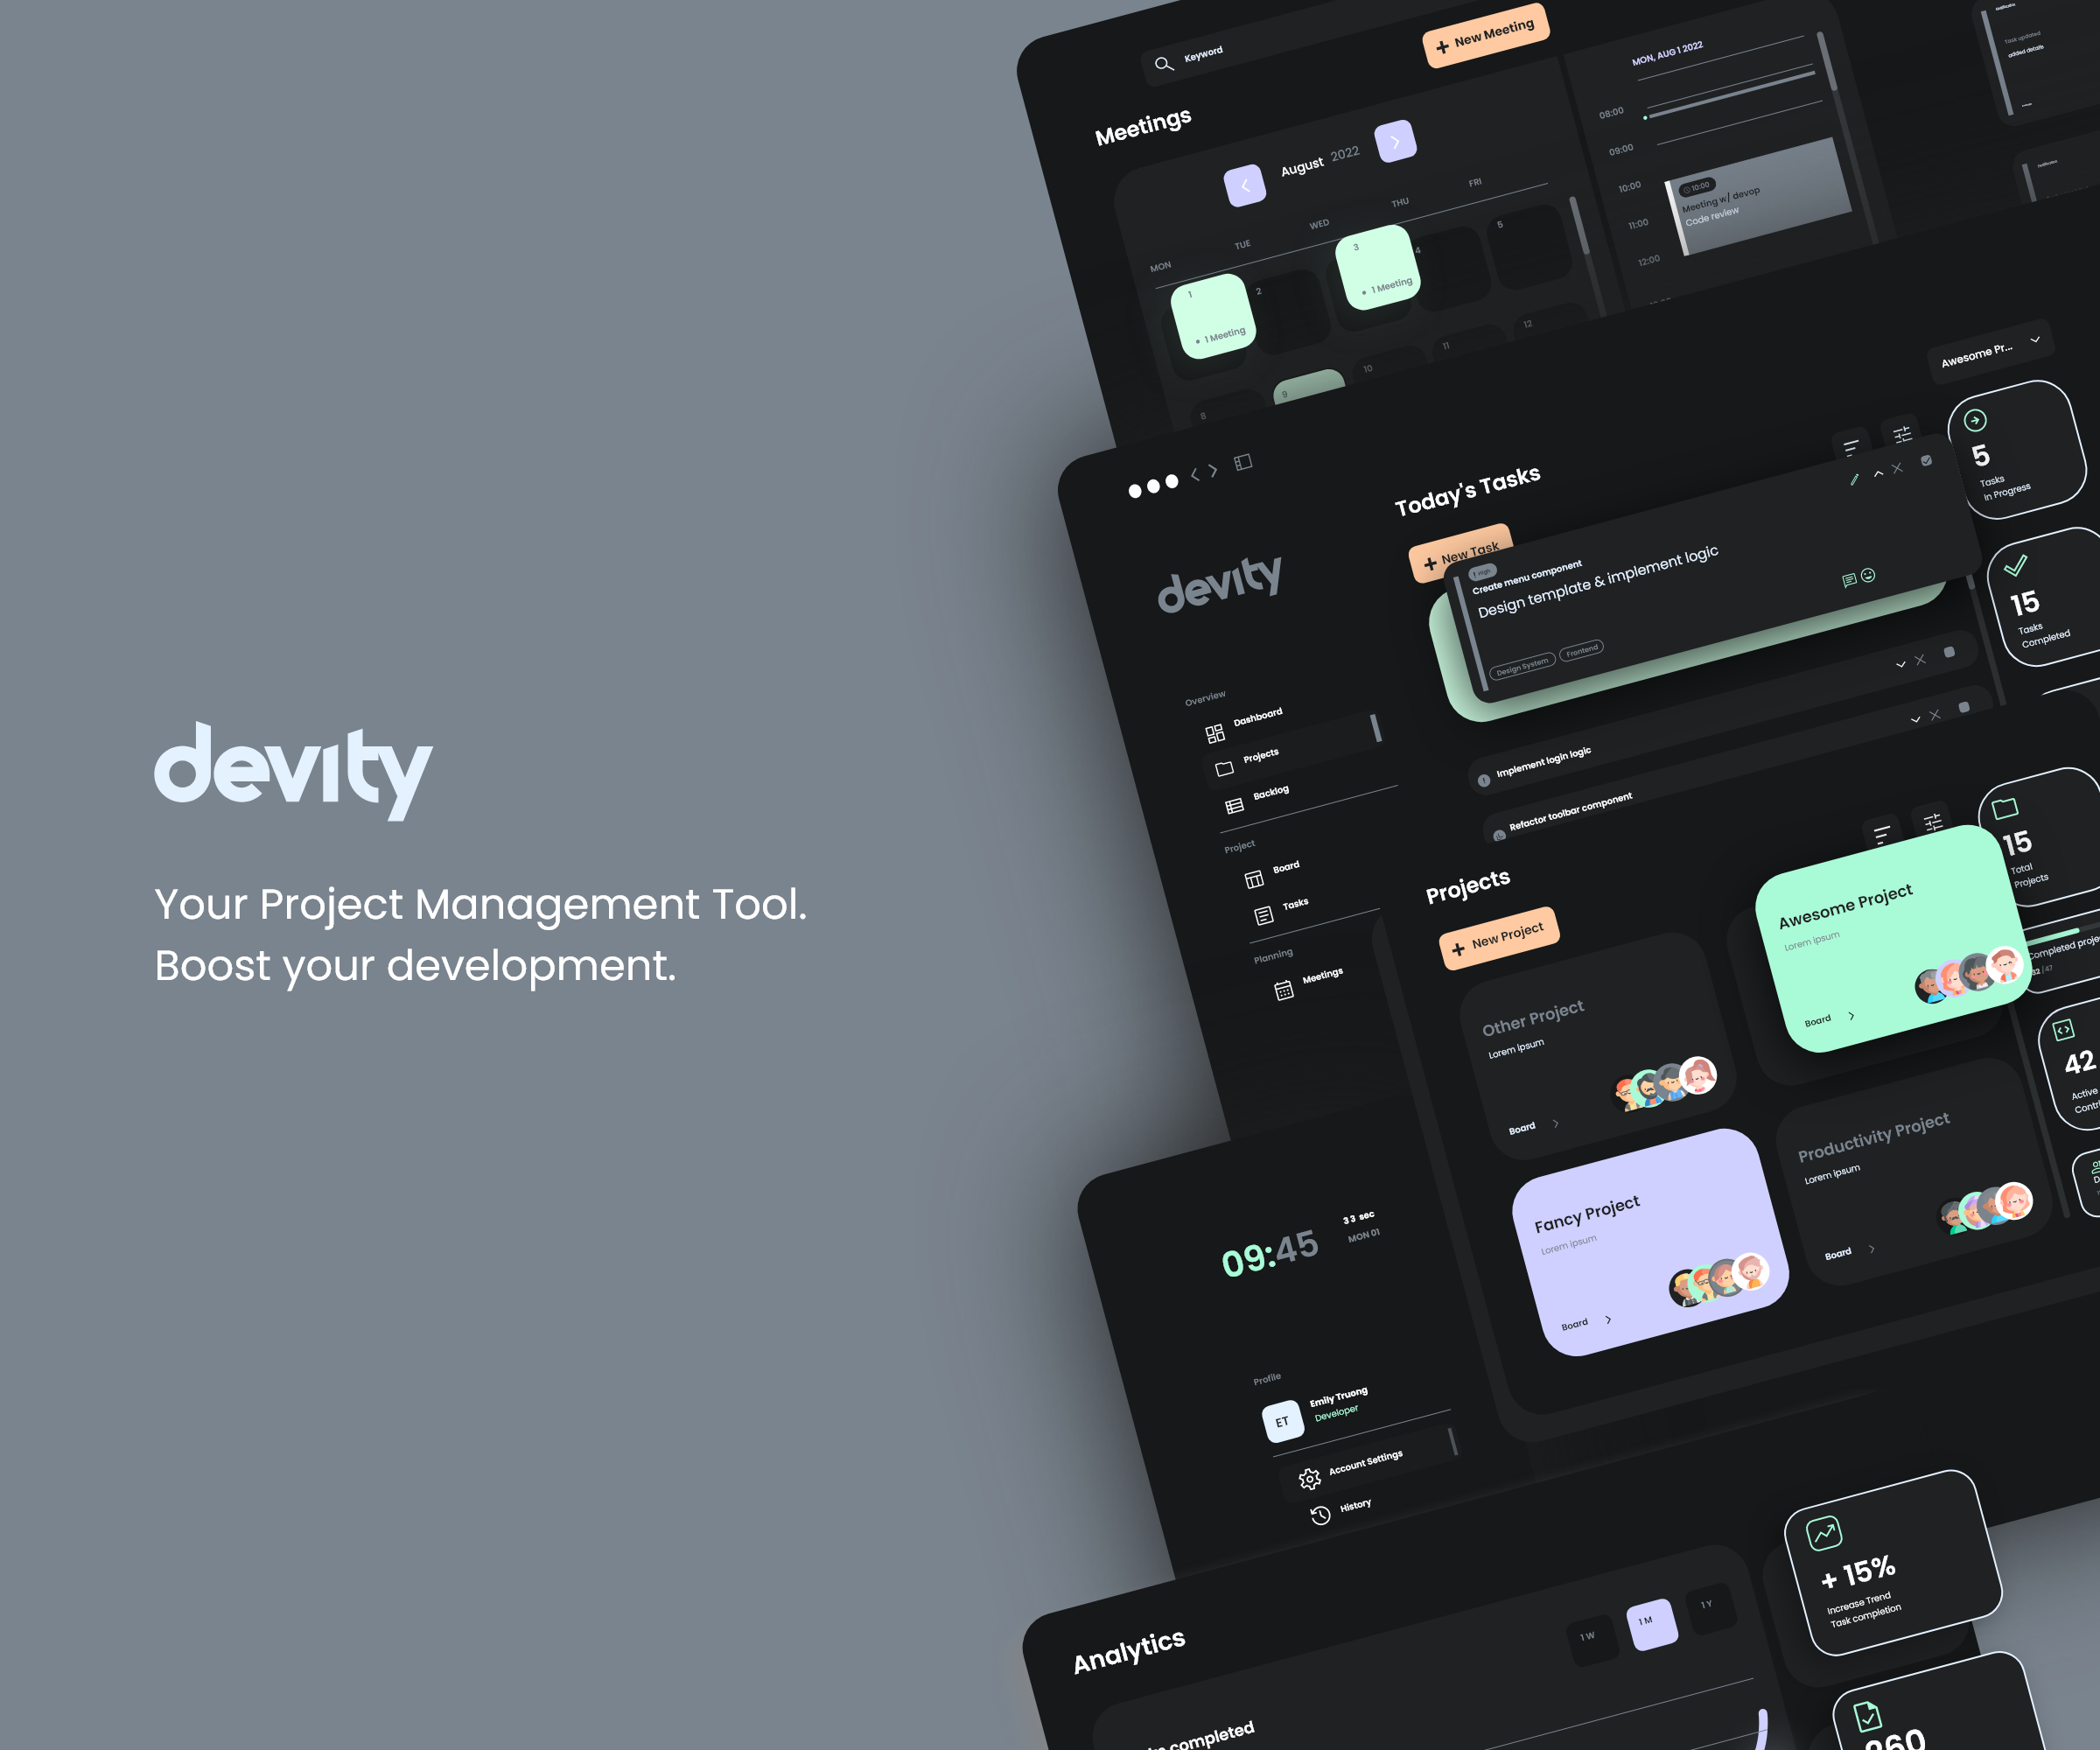 devity
Your Project Management Tool.
Boost your development.
Keyword
New Meeting
Meetings
August 2022
MON TUE WED THU FRI
1
1 Meeting
2
3
1 Meeting
4
5
8
9
10
11
12
MON, AUG 1 2022
08:00
09:00
10:00
11:00
12:00
10:00
Meeting w/ devop
Code review
Task updated
added details
devity
Overview
Dashboard
Projects
Backlog
Project
Board
Tasks
Planning
Meetings
Today's Tasks
New Task
High
Create menu component
Design template & implement logic
Design System
Frontend
Implement login logic
Refactor toolbar component
Awesome Pr...
5
Tasks
In Progress
15
Tasks
Completed
Projects
New Project
Other Project
Lorem ipsum
Board
Awesome Project
Lorem ipsum
Board
Fancy Project
Lorem ipsum
Board
Productivity Project
Lorem ipsum
Board
15
Total
Projects
Completed proje
32 /47
42
Active
Contri
09:45
33 sec
MON 01
Profile
ET
Emily Truong
Developer
Account Settings
History
Analytics
1 W
1 M
1 Y
completed
+ 15%
Increase Trend
Task completion
260